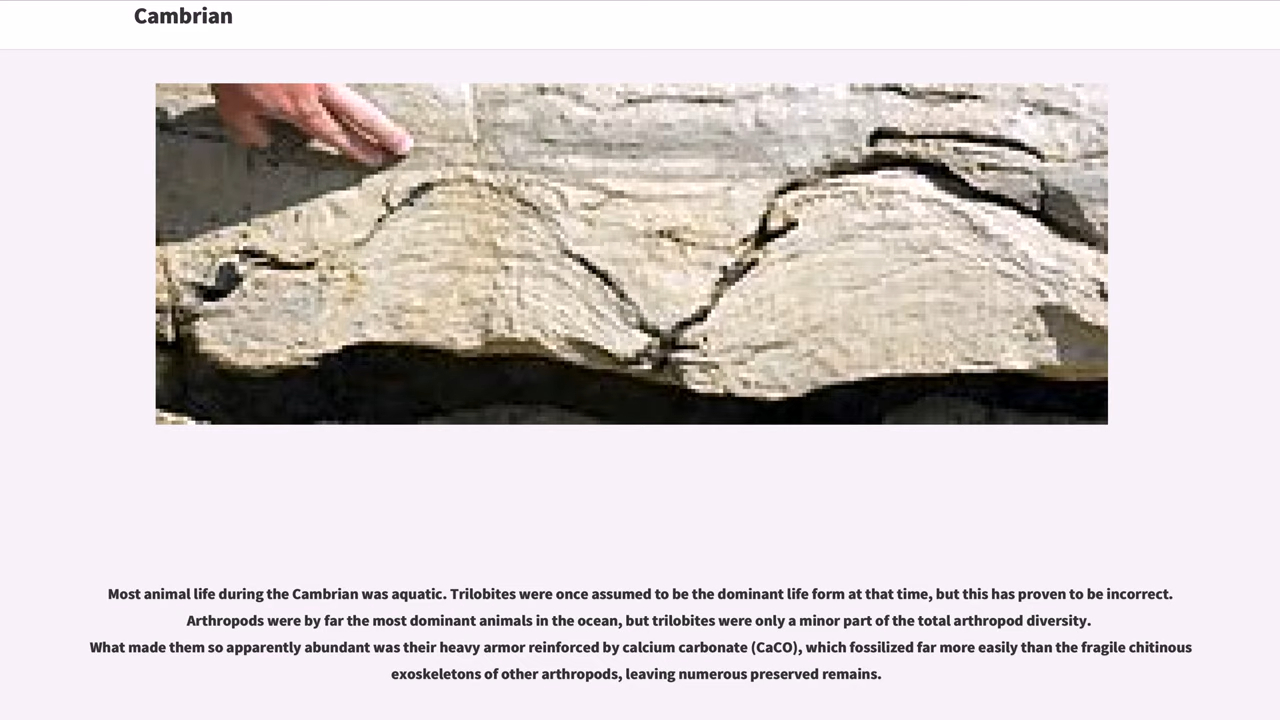 Cambrian
Most animal life during the Cambrian was aquatic. Trilobites were once assumed to be the dominant life form at that time, but this has proven to be incorrect.
Arthropods were by far the most dominant animals in the ocean, but trilobites were only a minor part of the total arthropod diversity.
What made them so apparently abundant was their heavy armor reinforced by calcium carbonate (CaCO), which fossilized far more easily than the fragile chitinous
exoskeletons of other arthropods, leaving numerous preserved remains.